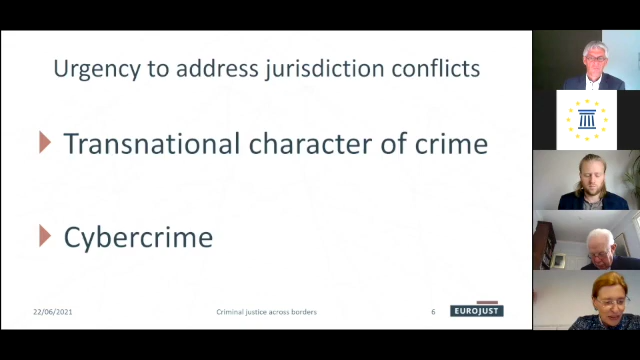 Urgency to address jurisdiction conflicts
Transnational character of crime
Cybercrime
22/06/2021
Criminal justice across borders
6
EUROJUST